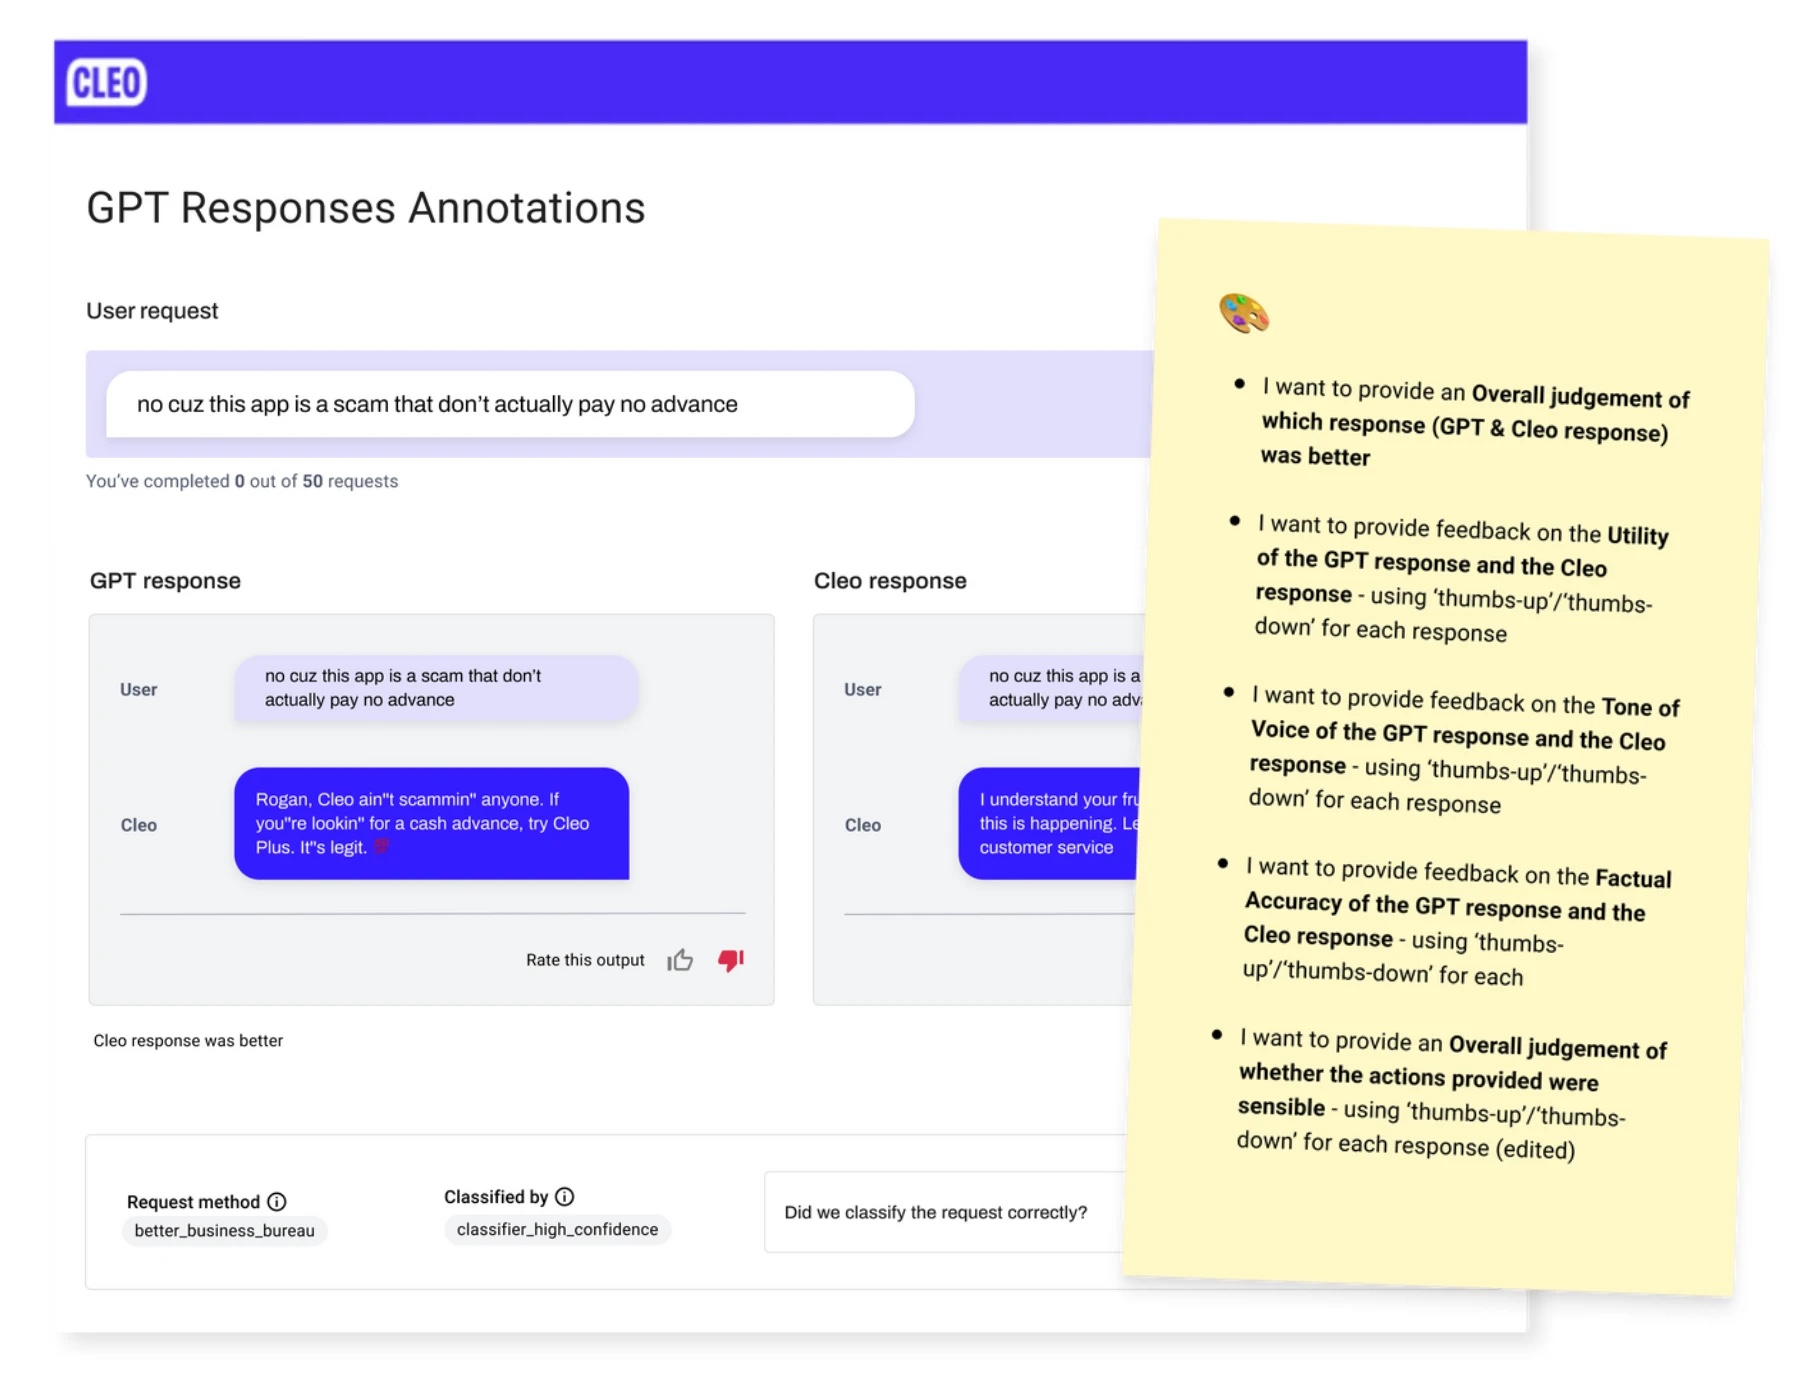 CLEO
GPT Responses Annotations
User request
no cuz this app is a scam that don’t actually pay no advance
You’ve completed 0 out of 50 requests
GPT response
User
no cuz this app is a scam that don’t
actually pay no advance
Cleo
Rogan, Cleo ain"t scammin" anyone. If
you"re lookin" for a cash advance, try Cleo
Plus. It"s legit.
Rate this output
Cleo response was better
Cleo response
User
no cuz this app is a
actually pay no
Cleo
I understand your
this is happening.
customer service
Request method
better_business_bureau
Classified by
classifier_high_confidence
Did we classify the request correctly?
• I want to provide an Overall judgement of
which response (GPT & Cleo response)
was better
• I want to provide feedback on the Utility
of the GPT response and the Cleo
response - using ‘thumbs-up’/‘thumbs-
down’ for each response
• I want to provide feedback on the Tone of
Voice of the GPT response and the Cleo
response - using ‘thumbs-up’/‘thumbs-
down’ for each response
• I want to provide feedback on the Factual
Accuracy of the GPT response and the
Cleo response - using ‘thumbs-
up’/‘thumbs-down’ for each
• I want to provide an Overall judgement of
whether the actions provided were
sensible - using ‘thumbs-up’/‘thumbs-
down’ for each response (edited)